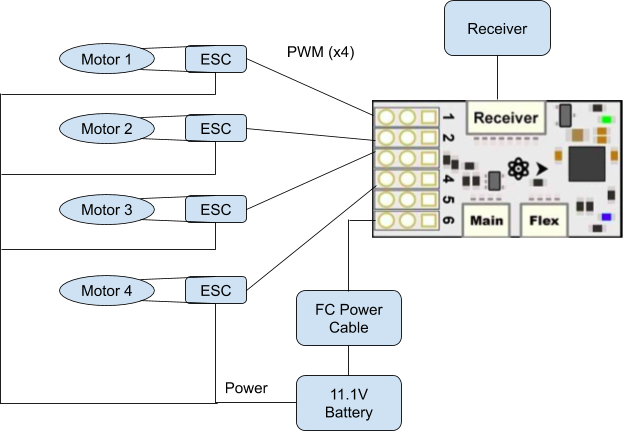 Receiver
Motor 1
ESC
PWM (x4)
Motor 2
ESC
Motor 3
ESC
Motor 4
ESC
Receiver
1
2
4
5
6
Main
Flex
FC Power
Cable
Power
11.1V
Battery